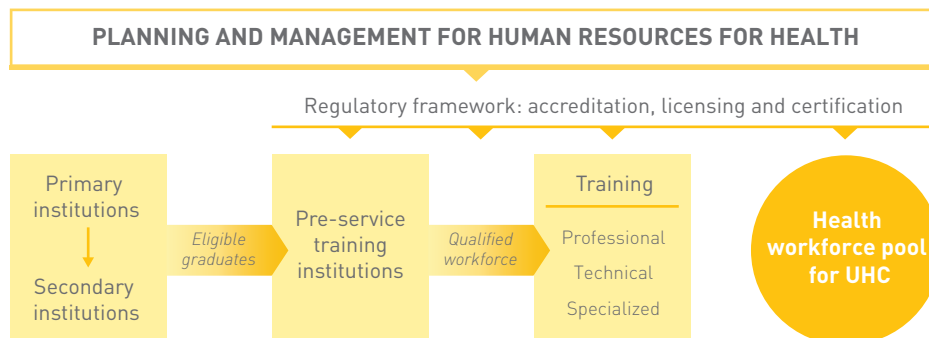 PLANNING AND MANAGEMENT FOR HUMAN RESOURCES FOR HEALTH
Regulatory framework: accreditation, licensing and certification
Primary
institutions
Secondary
institutions
Eligible
graduates
Pre-service
training
institutions
Qualified
workforce
Training
Professional
Technical
Specialized
Health
workforce pool
for UHC